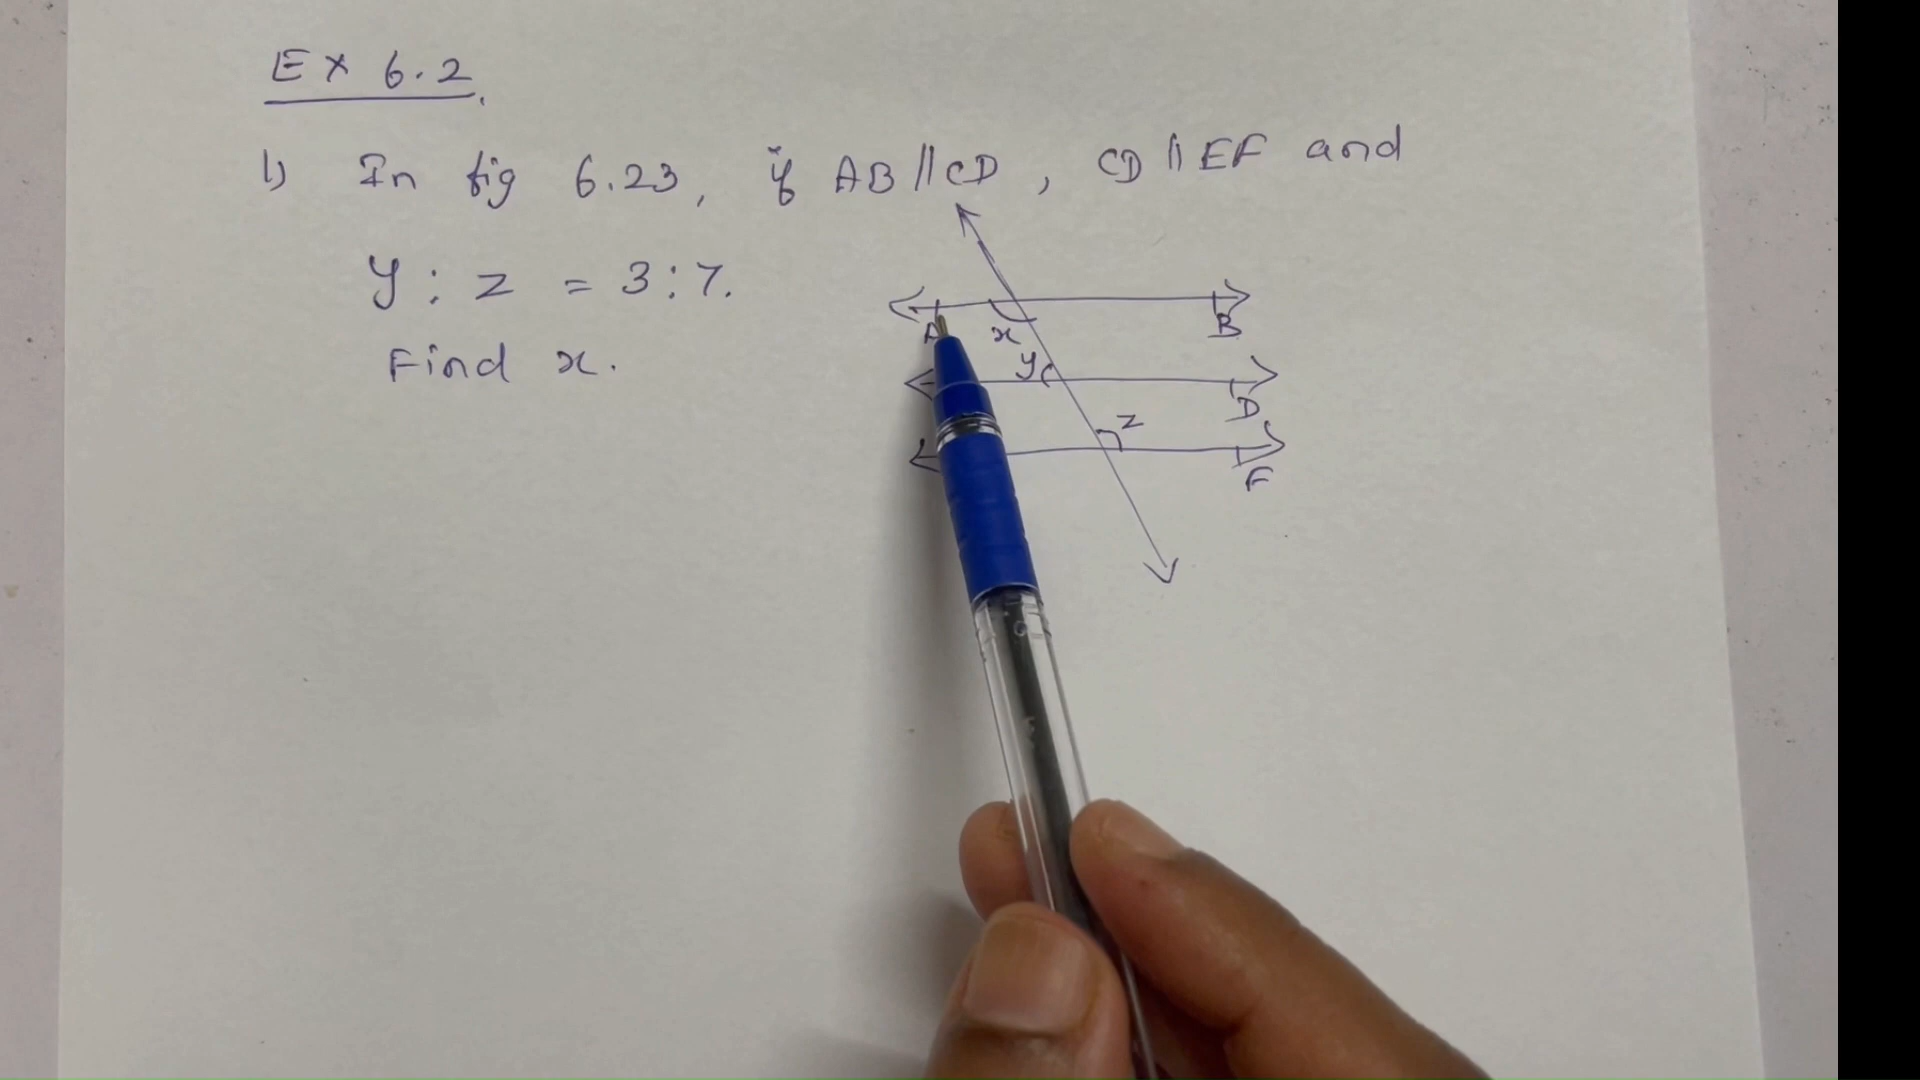 Ex 6.2.
1) In fig 6.23, if AB || CD, CD || EF and
y : z = 3 : 7.
Find x.
A
B
x
y
D
z
F